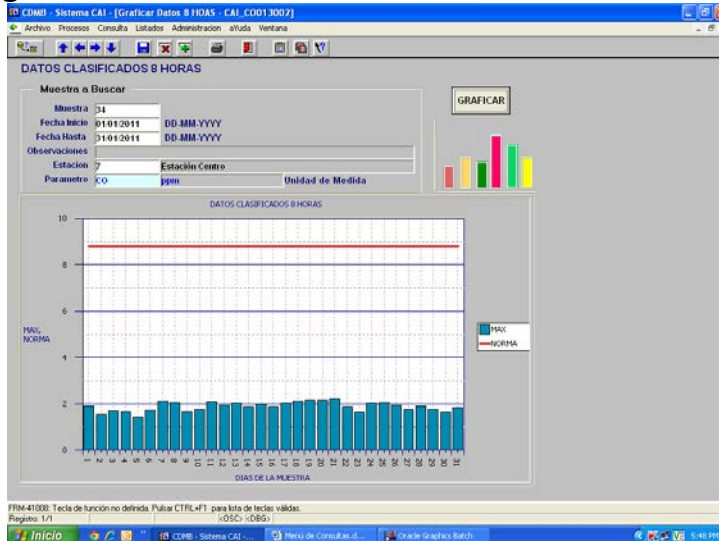 CDMB - Sistema CAI - [Graficar Datos 8 HOAS - CAI_CO013007]
Archivo Procesos Consulta Listados Administracion aYuda Ventana
DATOS CLASIFICADOS 8 HORAS
Muestra a Buscar
Muestra 34
Fecha Inicio 01-01-2011 DD-MM-YYYY
Fecha Hasta 31-01-2011 DD-MM-YYYY
Observaciones
Estacion 7 Estación Centro
Parametro CO ppm Unidad de Medida
GRAFICAR
DATOS CLASIFICADOS 8 HORAS
10
8
6
4
2
0
MAX,
NORMA
MAX
NORMA
1 2 3 4 5 6 7 8 9 10 11 12 13 14 15 16 17 18 19 20 21 22 23 24 25 26 27 28 29 30 31
DIAS DE LA MUESTRA
FRM-41008: Tecla de función no definida. Pulsar CTRL+F1 para lista de teclas válidas.
Registro: 1/1 <OSC> <DBG>
Inicio CDMB - Sistema CAI -... Menú de Consultas.d... Oracle Graphics Batch ES 5:48 PM